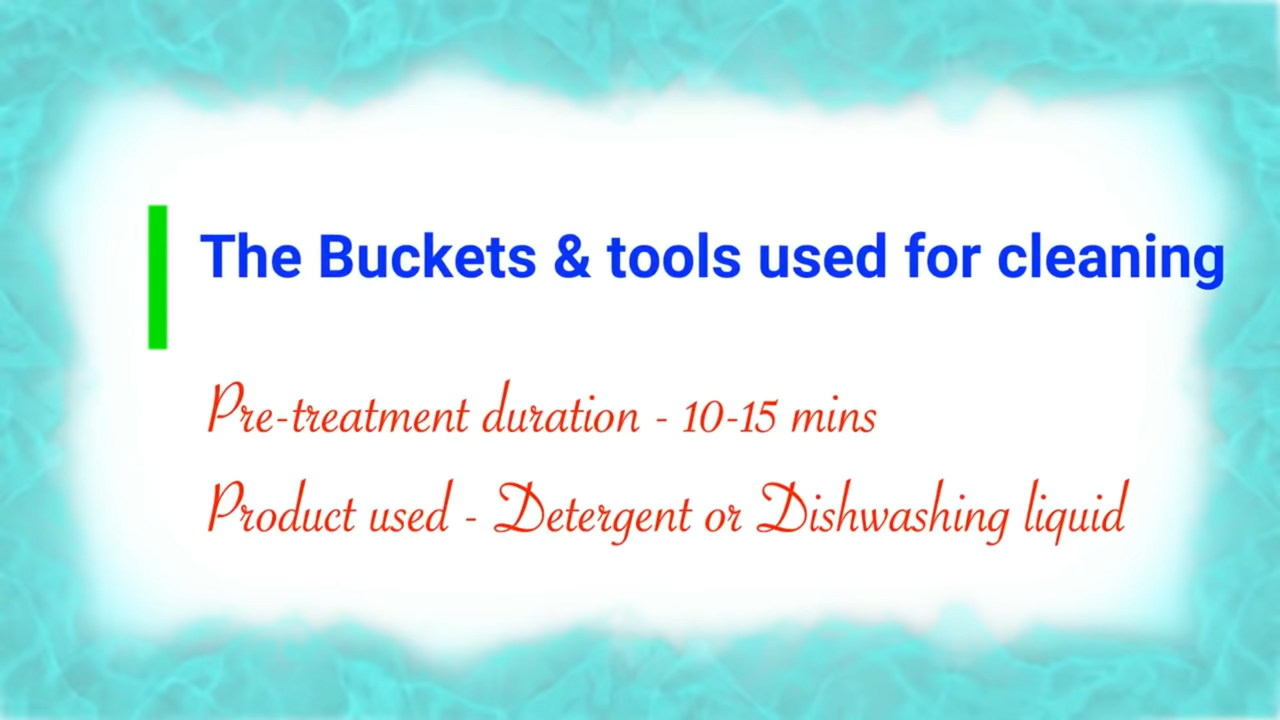 The Buckets & tools used for cleaning
Pre-treatment duration - 10-15 mins
Product used - Detergent or Dishwashing liquid